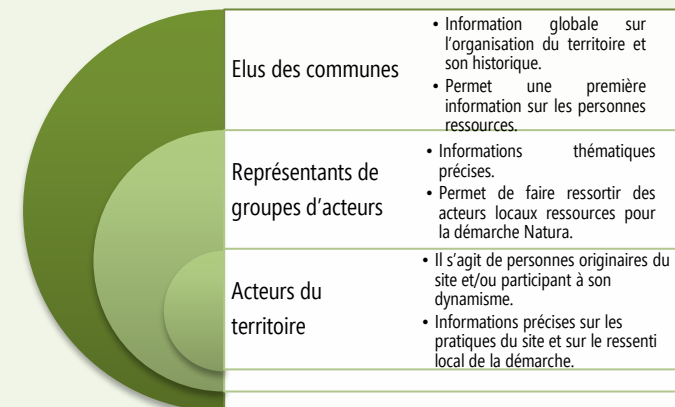 Elus des communes
• Information globale sur
l'organisation du territoire et
son historique.
• Permet une première
information sur les personnes
ressources.
Représentants de
groupes d'acteurs
• Informations thématiques
précises.
• Permet de faire ressortir des
acteurs locaux ressources pour
la démarche Natura.
Acteurs du
territoire
• Il s'agit de personnes originaires du
site et/ou participant à son
dynamisme.
• Informations précises sur les
pratiques du site et sur le ressenti
local de la démarche.